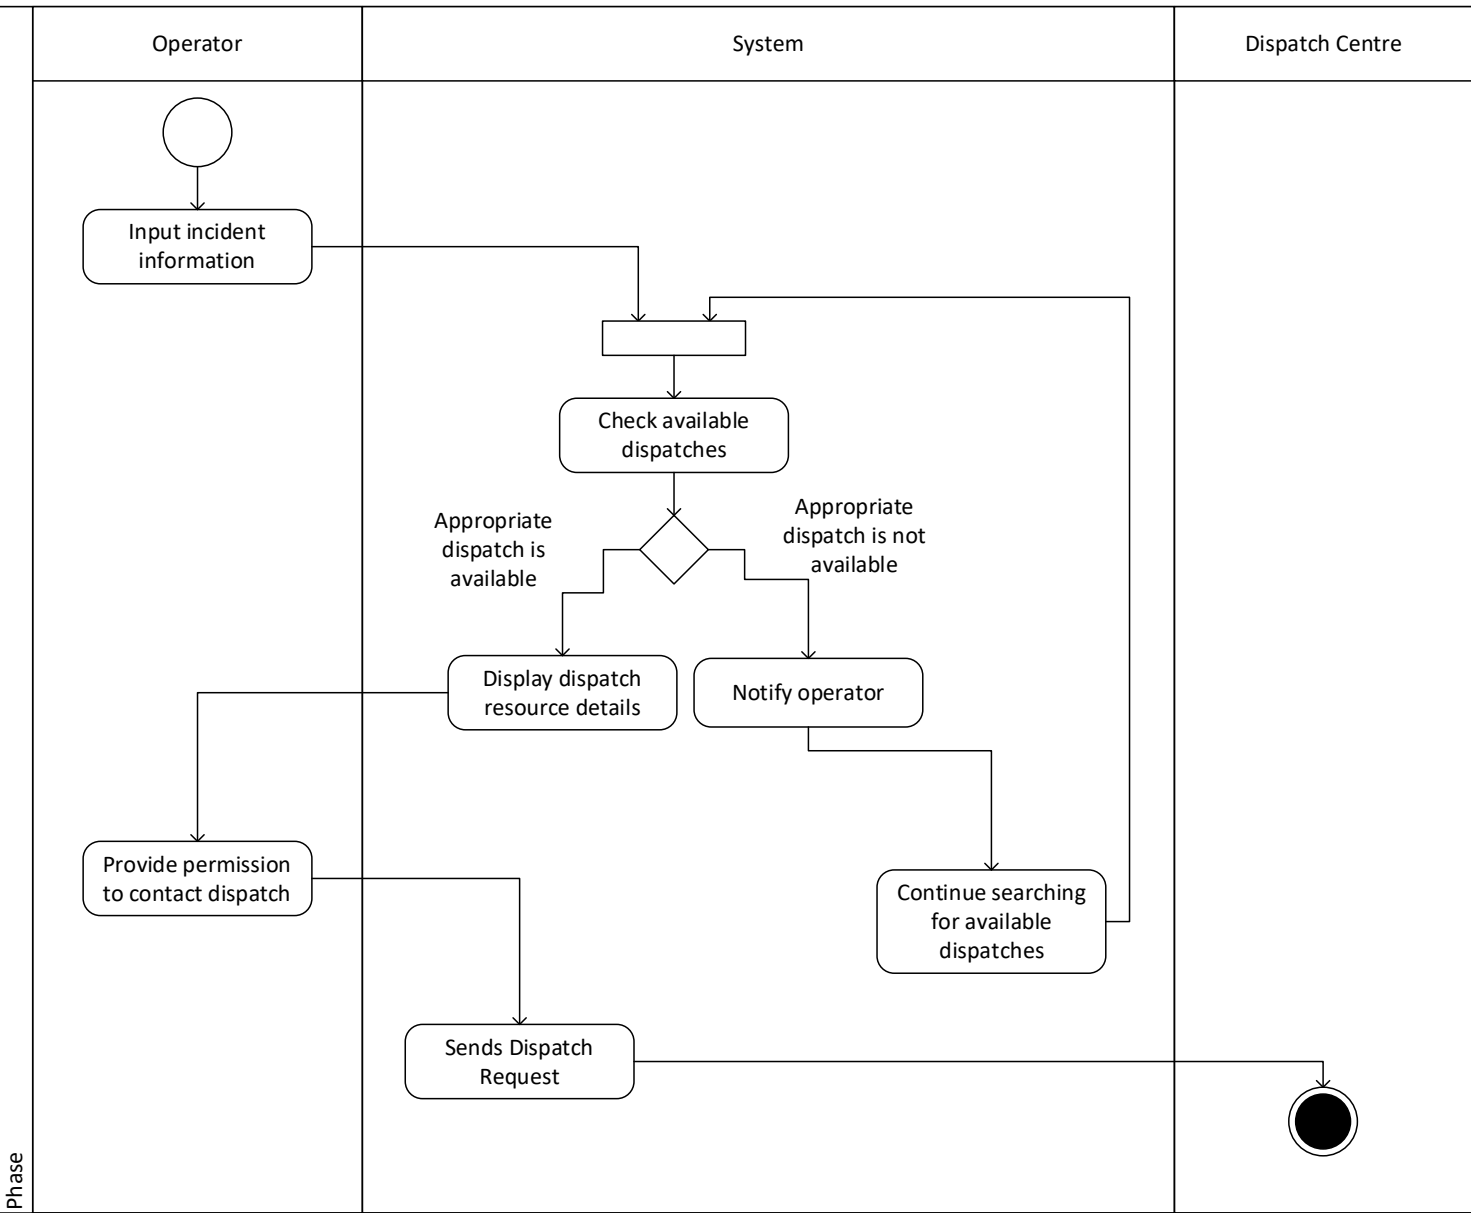 Operator
System
Dispatch Centre
Input incident
information
Check available
dispatches
Appropriate
dispatch is
available
Appropriate
dispatch is not
available
Display dispatch
resource details
Notify operator
Provide permission
to contact dispatch
Continue searching
for available
dispatches
Sends Dispatch
Request
Phase